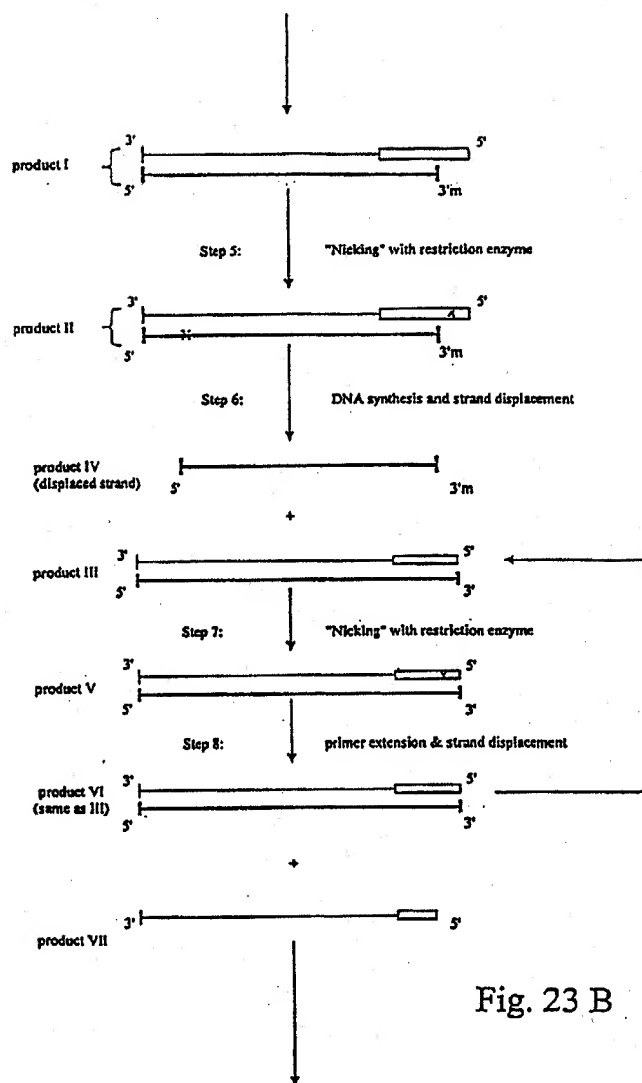 3' 5'
product I
5' 3'm
Step 5: "Nicking" with restriction enzyme
3' 5'
product II
5' 3'm
Step 6: DNA synthesis and strand displacement
product IV
(displaced strand)
5' 3'm
+
3' 5'
product III
5' 3'
Step 7: "Nicking" with restriction enzyme
3' 5'
product V
5' 3'
Step 8: primer extension & strand displacement
3' 5'
product VI
(same as III)
5' 3'
+
3' 5'
product VII
Fig. 23 B